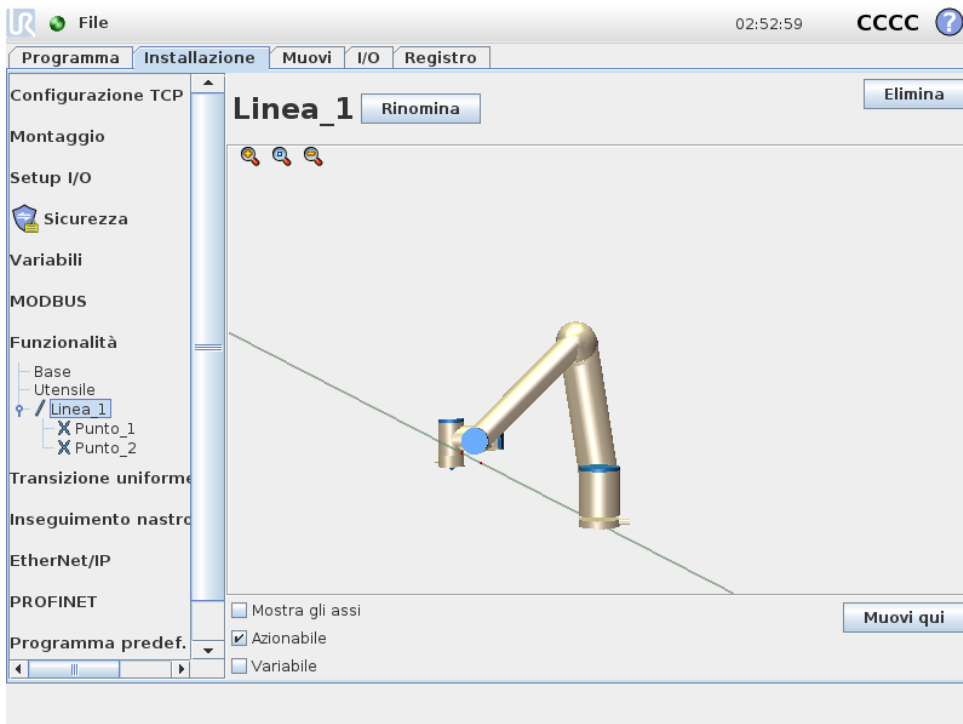 UR File 02:52:59 CCCC ?
Programma Installazione Muovi I/O Registro
Configurazione TCP
Montaggio
Setup I/O
Sicurezza
Variabili
MODBUS
Funzionalità
Base
Utensile
Linea_1
Punto_1
Punto_2
Transizione uniforme
Inseguimento nastro
EtherNet/IP
PROFINET
Programma predef.
Linea_1 Rinomina Elimina
Mostra gli assi
Azionabile
Variabile
Muovi qui